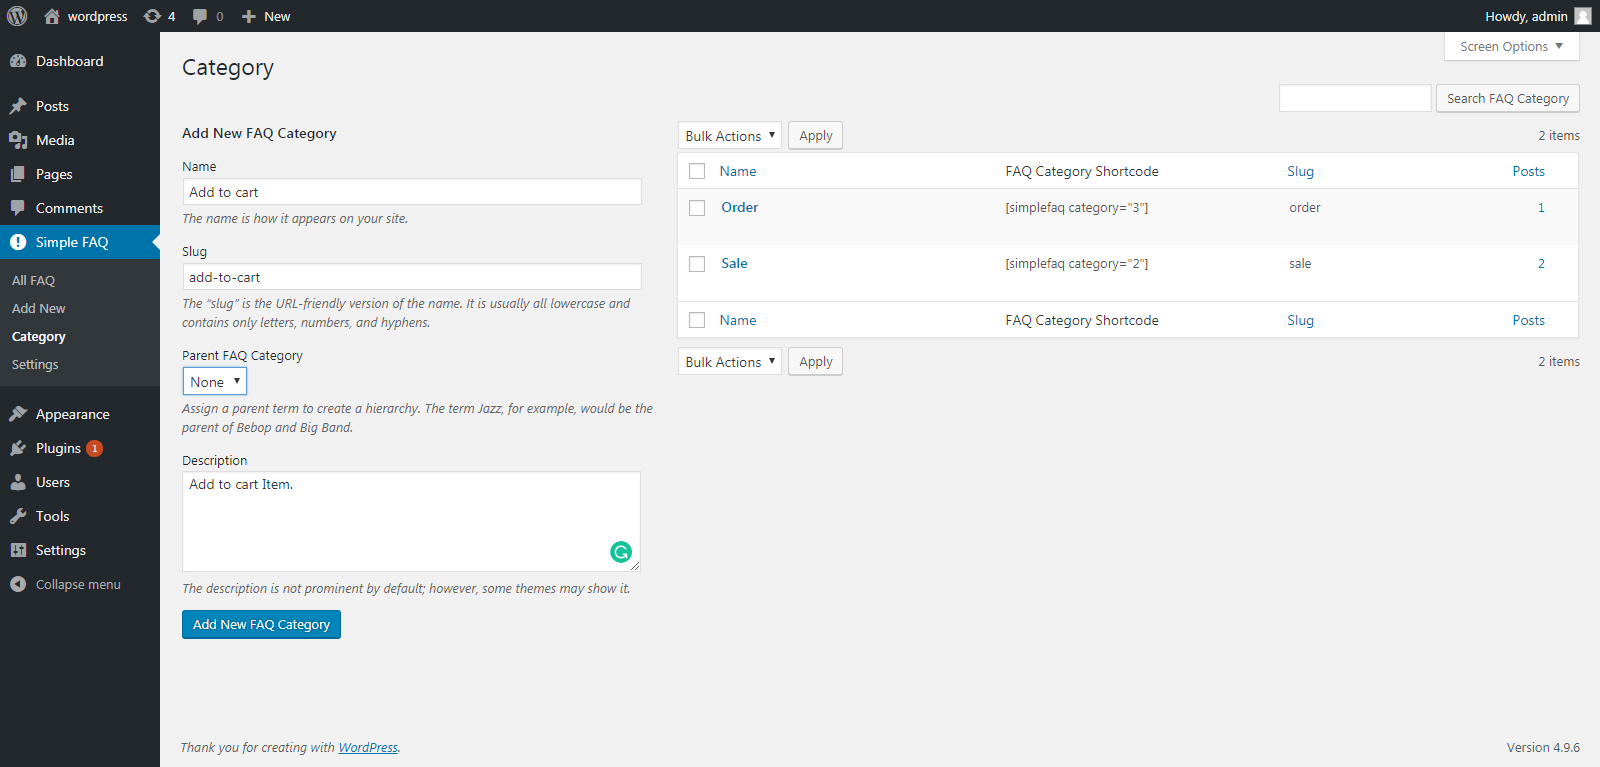 wordpress 4 0 New Howdy, admin
Screen Options
Dashboard
Posts
Media
Pages
Comments
Simple FAQ
All FAQ
Add New
Category
Settings
Appearance
Plugins 1
Users
Tools
Settings
Collapse menu
Category
Search FAQ Category
Add New FAQ Category
Name
Add to cart
The name is how it appears on your site.
Slug
add-to-cart
The “slug” is the URL-friendly version of the name. It is usually all lowercase and
contains only letters, numbers, and hyphens.
Parent FAQ Category
None
Assign a parent term to create a hierarchy. The term Jazz, for example, would be the
parent of Bebop and Big Band.
Description
Add to cart Item.
The description is not prominent by default; however, some themes may show it.
Add New FAQ Category
Bulk Actions Apply 2 items
Name FAQ Category Shortcode Slug Posts
Order [simplefaq category="3"] order 1
Sale [simplefaq category="2"] sale 2
Name FAQ Category Shortcode Slug Posts
Bulk Actions Apply 2 items
Thank you for creating with WordPress. Version 4.9.6